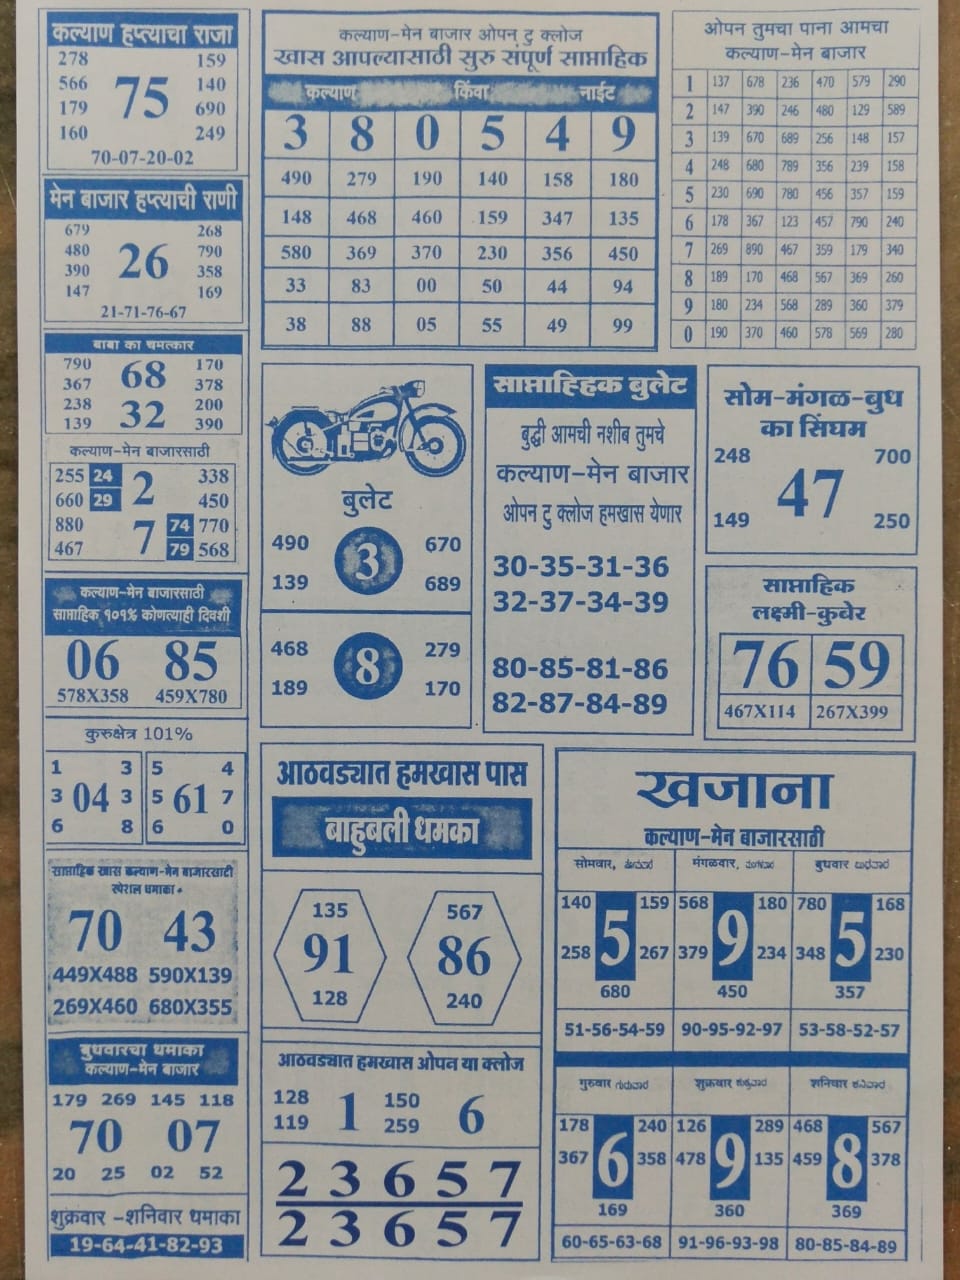 कल्याण हप्त्याचा राजा
278 159
566 140
75
179 690
160 249
70-07-20-02
मेन बाजार हप्त्याची राणी
679 268
480 790
26
390 358
147 169
21-71-76-67
बाबा का चमत्कार
790 68 170
367 378
238 32 200
139 390
कल्याण-मेन बाजारसाठी
255 24 2 338
660 29 450
880 7 74 770
467 79 568
कल्याण-मेन बाजारसाठी
साप्ताहिक १०१% कोणत्याही दिवशी
06 85
578X358 459X780
कुरुक्षेत्र 101%
1 3 5 4
3 04 3 5 61 7
6 8 6 0
साप्ताहिक खास कल्याण-मेन बाजारसाठी
स्पेशल धमाका
70 43
449X488 590X139
269X460 680X355
बुधवारचा धमाका
कल्याण-मेन बाजार
179 269 145 118
70 07
20 25 02 52
शुक्रवार -शनिवार धमाका
19-64-41-82-93
कल्याण-मेन बाजार ओपन टु क्लोज
खास आपल्यासाठी सुरु संपूर्ण साप्ताहिक
कल्याण किंवा नाईट
3 8 0 5 4 9
490 279 190 140 158 180
148 468 460 159 347 135
580 369 370 230 356 450
33 83 00 50 44 94
38 88 05 55 49 99
ओपन तुमचा पाना आमचा
कल्याण-मेन बाजार
1 137 678 236 470 579 290
2 147 390 246 480 129 589
3 139 670 689 256 148 157
4 248 680 789 356 239 158
5 230 690 780 456 357 159
6 178 367 123 457 790 240
7 269 890 467 359 179 340
8 189 170 468 567 369 260
9 180 234 568 289 360 379
0 190 370 460 578 569 280
बुलेट
490 3 670
139 689
468 8 279
189 170
साप्ताह्हिक बुलेट
बुद्धी आमची नशीब तुमचे
कल्याण-मेन बाजार
ओपन टु क्लोज हमखास येणार
30-35-31-36
32-37-34-39
80-85-81-86
82-87-84-89
सोम-मंगळ-बुध
का सिंघम
248 700
47
149 250
साप्ताहिक
लक्ष्मी-कुबेर
76 59
467X114 267X399
आठवड्यात हमखास पास
बाहुबली धमका
135 567
91 86
128 240
आठवड्यात हमखास ओपन या क्लोज
128 1 150 6
119 259
2 3 6 5 7
2 3 6 5 7
खजाना
कल्याण-मेन बाजारसाठी
सोमवार, मंगळवार, बुधवार
140 159 568 180 780 168
5 9 5
258 267 379 234 348 230
680 450 357
51-56-54-59 90-95-92-97 53-58-52-57
गुरुवार शुक्रवार शनिवार
178 240 126 289 468 567
6 9 8
367 358 478 135 459 378
169 360 369
60-65-63-68 91-96-93-98 80-85-84-89